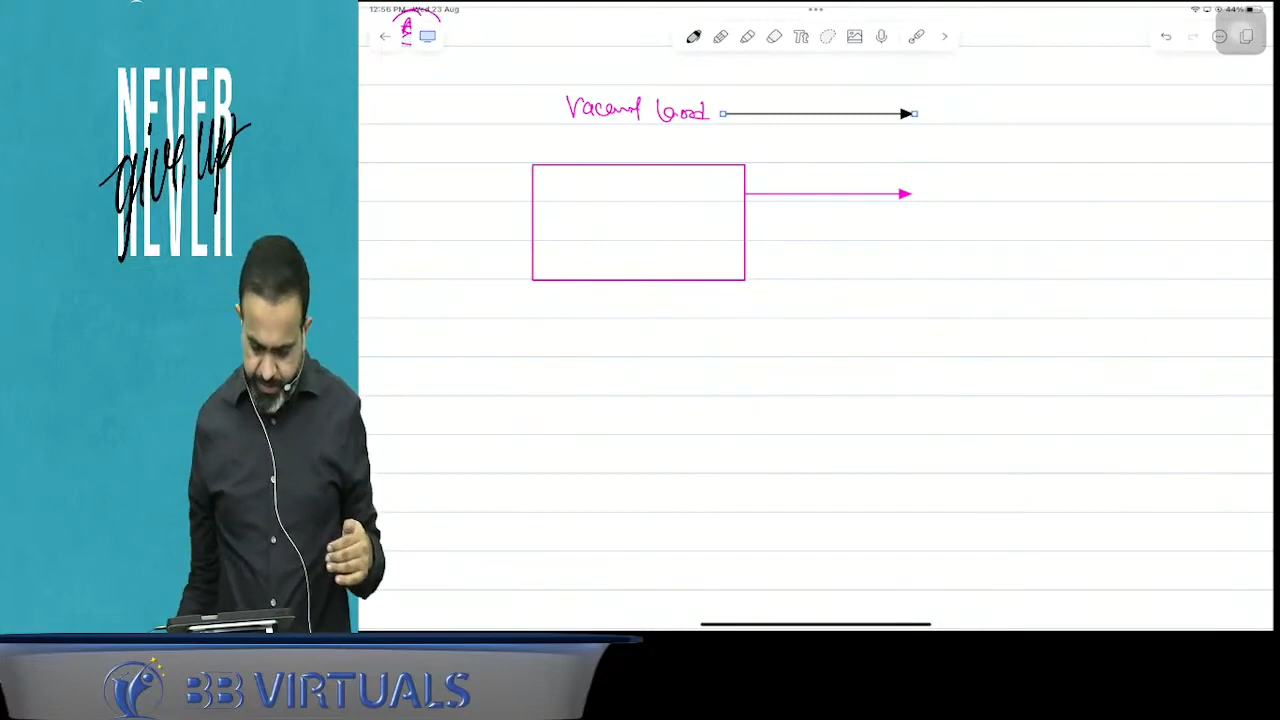 12:56 PM Wed 23 Aug
44%
NEVER
give up
NEVER
Vacant land
BB VIRTUALS